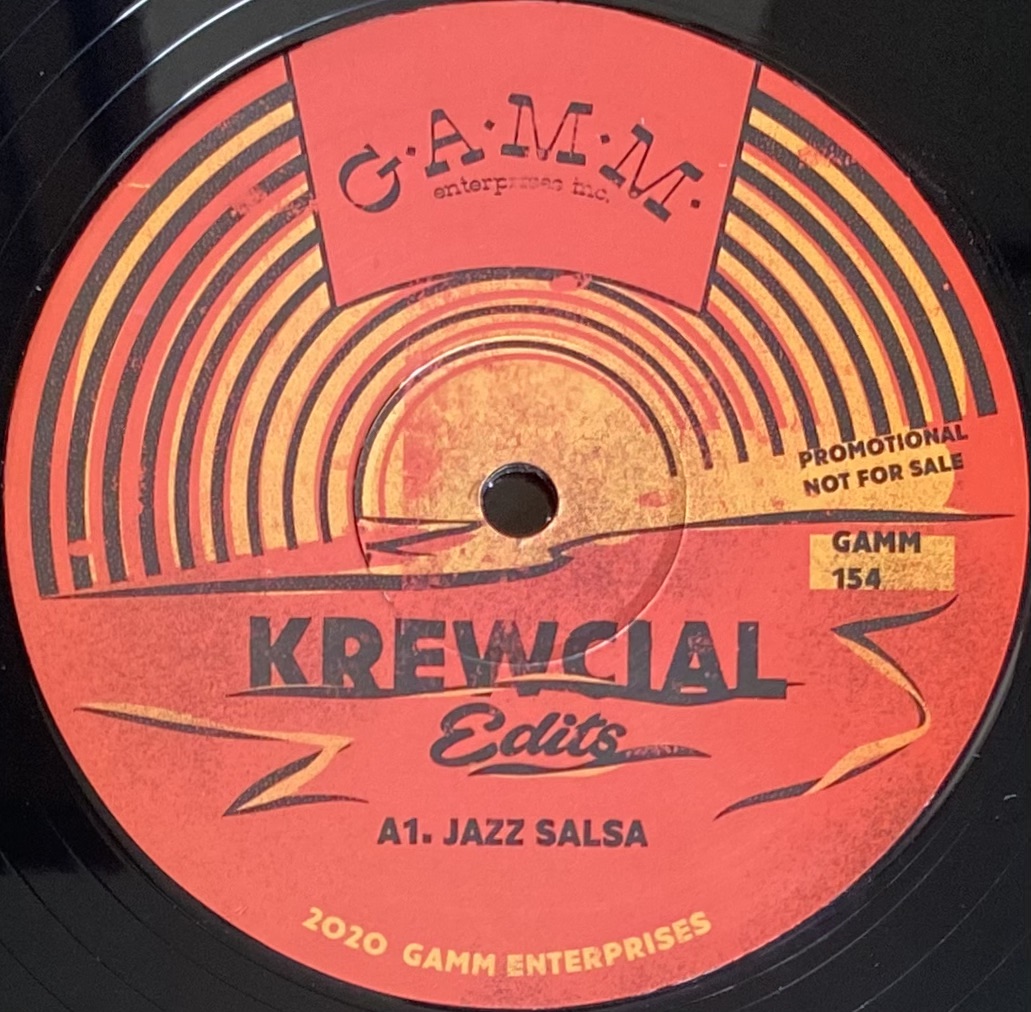 G·A·M·M·
enterprises inc.
PROMOTIONAL
NOT FOR SALE
GAMM
154
KREWCIAL
Edits
A1. JAZZ SALSA
2020 GAMM ENTERPRISES